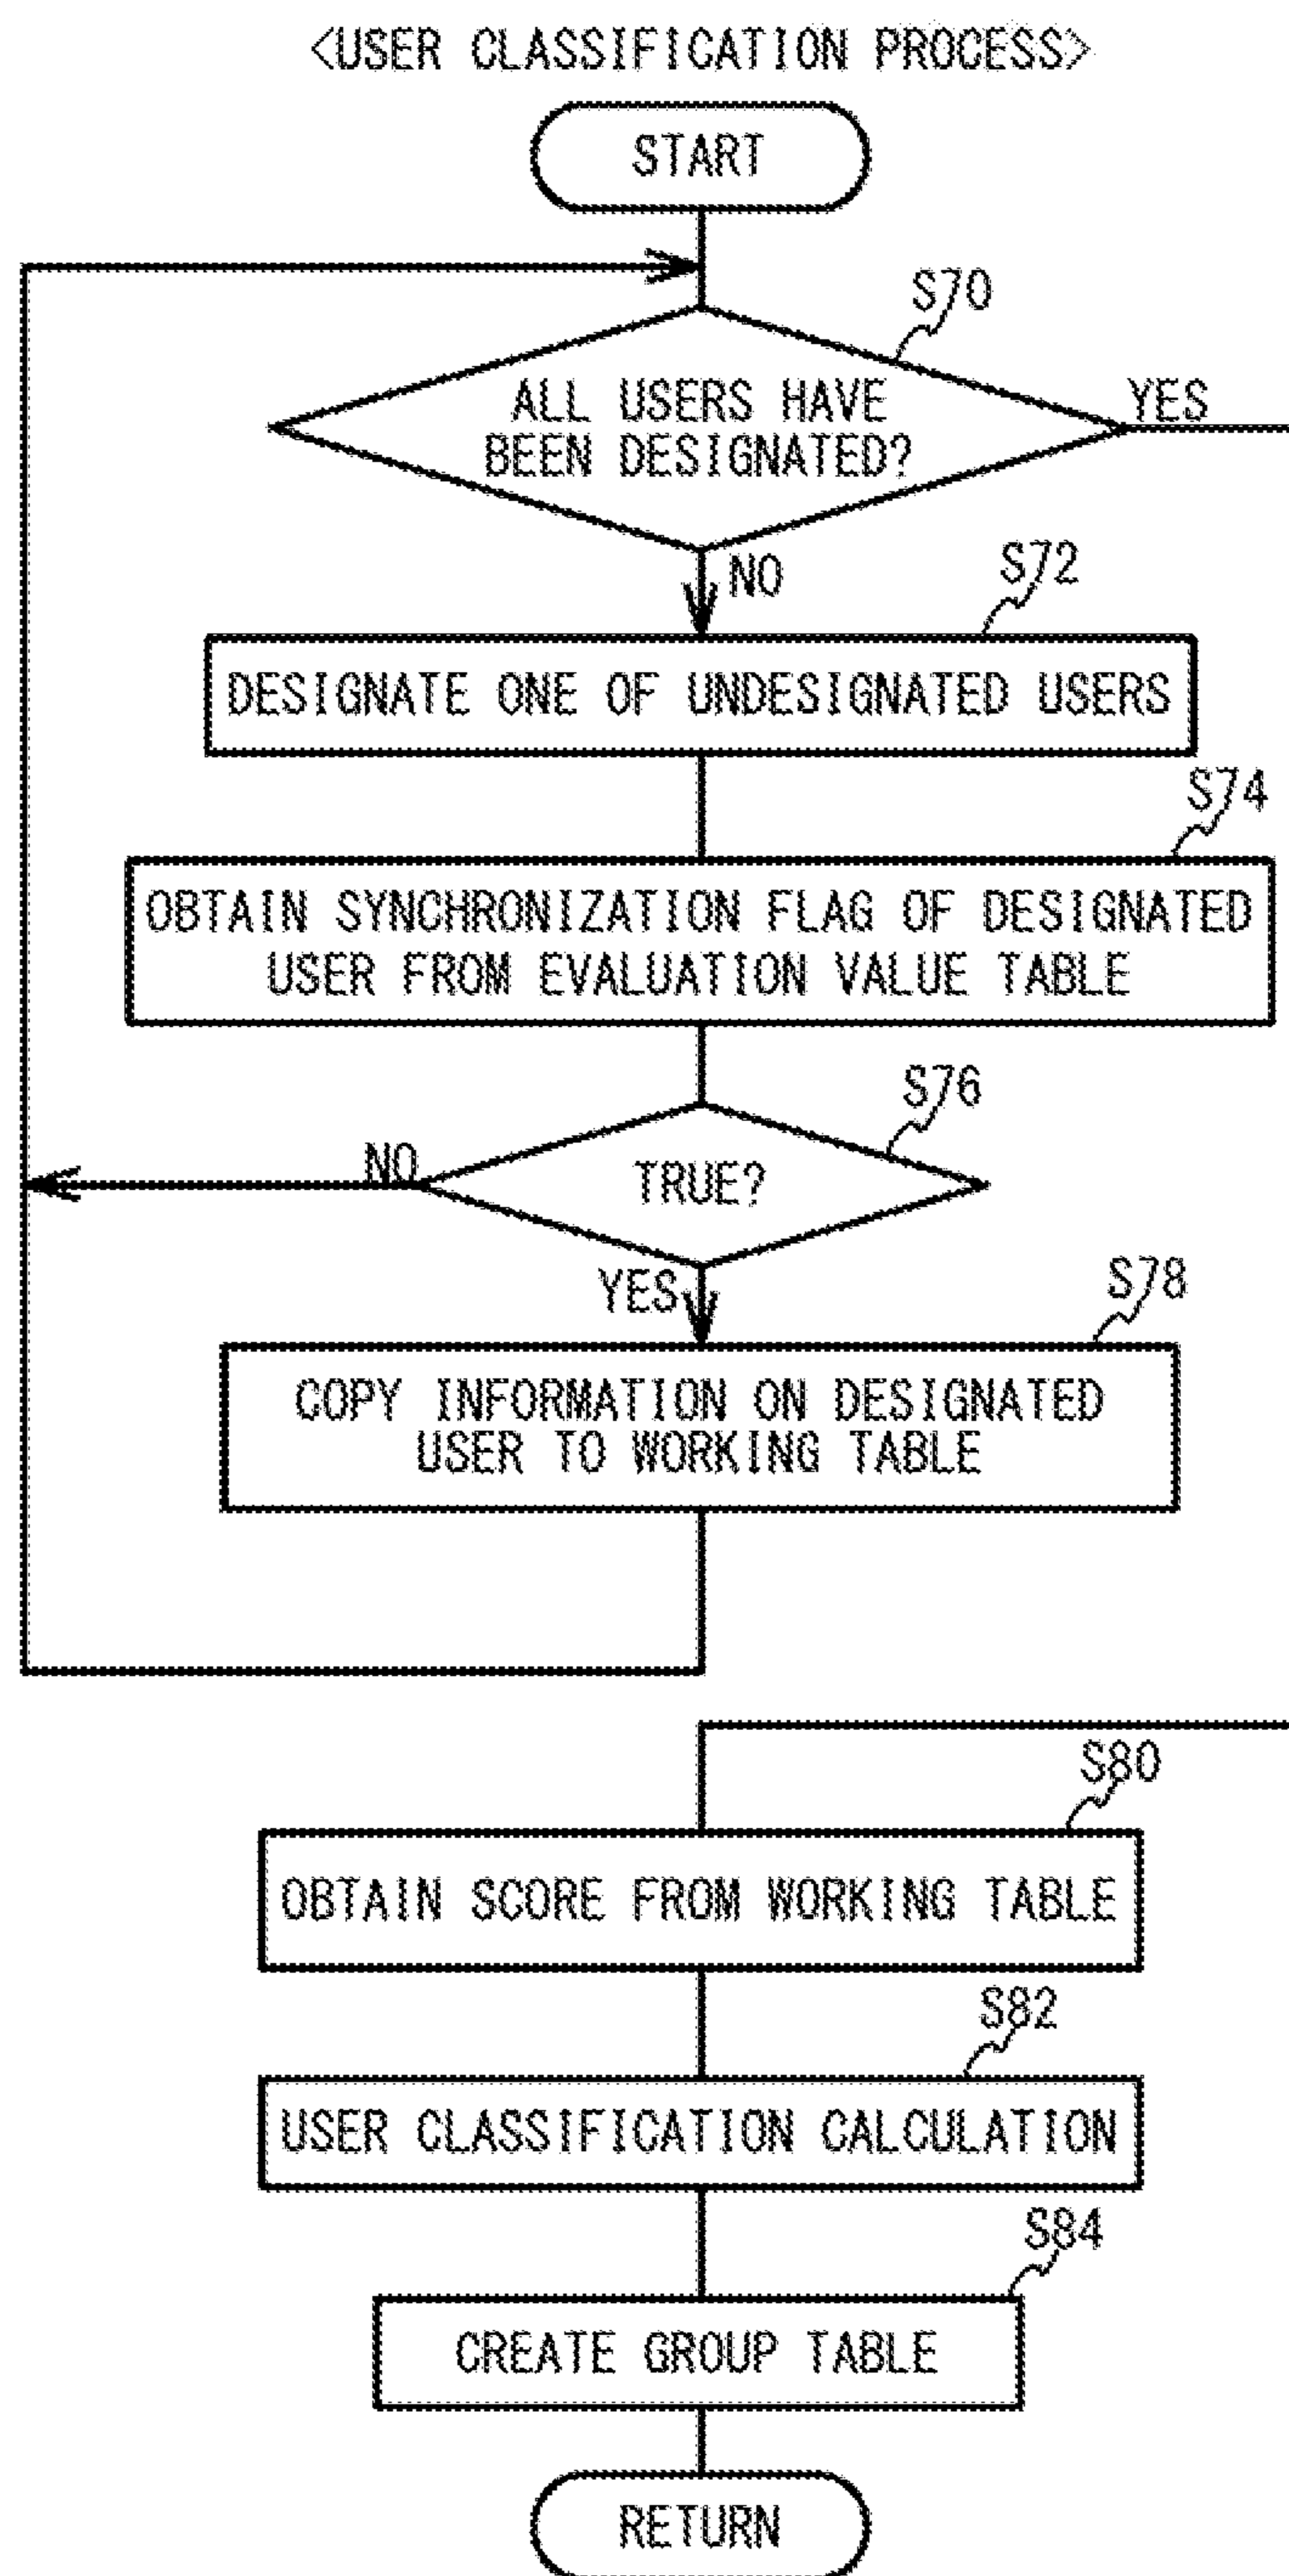 <USER CLASSIFICATION PROCESS>
START
S70
ALL USERS HAVE
BEEN DESIGNATED?
YES
NO
S72
DESIGNATE ONE OF UNDESIGNATED USERS
S74
OBTAIN SYNCHRONIZATION FLAG OF DESIGNATED
USER FROM EVALUATION VALUE TABLE
S76
NO
TRUE?
YES
S78
COPY INFORMATION ON DESIGNATED
USER TO WORKING TABLE
S80
OBTAIN SCORE FROM WORKING TABLE
S82
USER CLASSIFICATION CALCULATION
S84
CREATE GROUP TABLE
RETURN